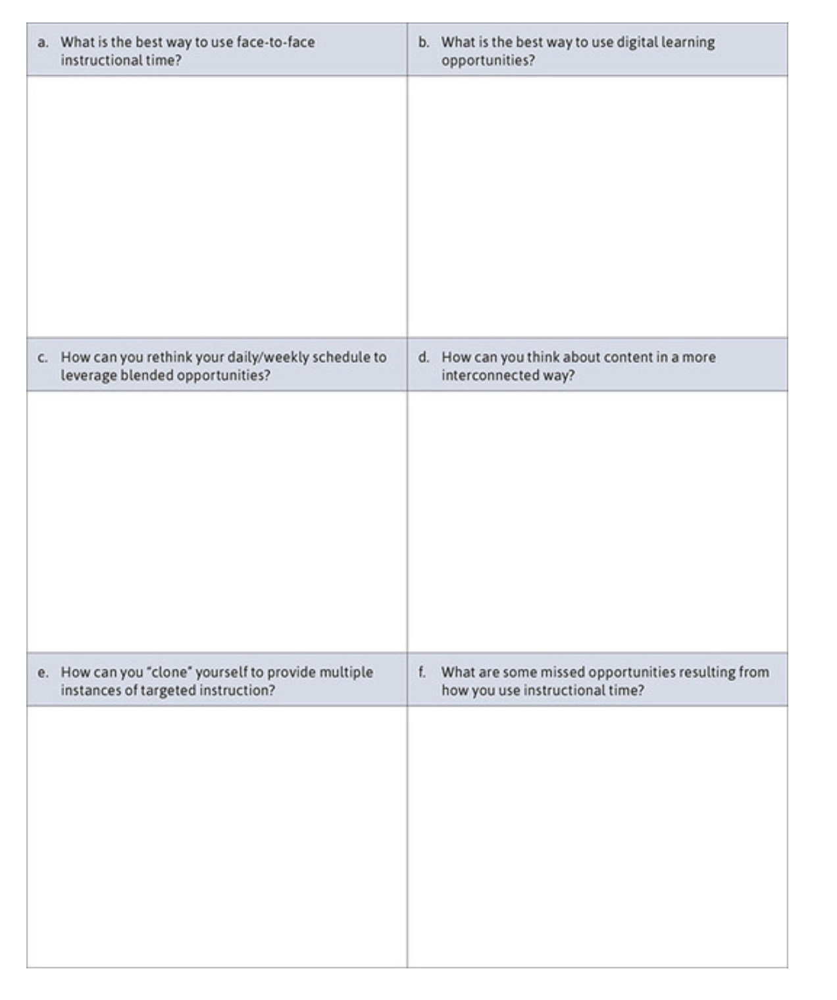 a. What is the best way to use face-to-face
instructional time?
b. What is the best way to use digital learning
opportunities?
c. How can you rethink your daily/weekly schedule to
leverage blended opportunities?
d. How can you think about content in a more
interconnected way?
e. How can you "clone" yourself to provide multiple
instances of targeted instruction?
f. What are some missed opportunities resulting from
how you use instructional time?